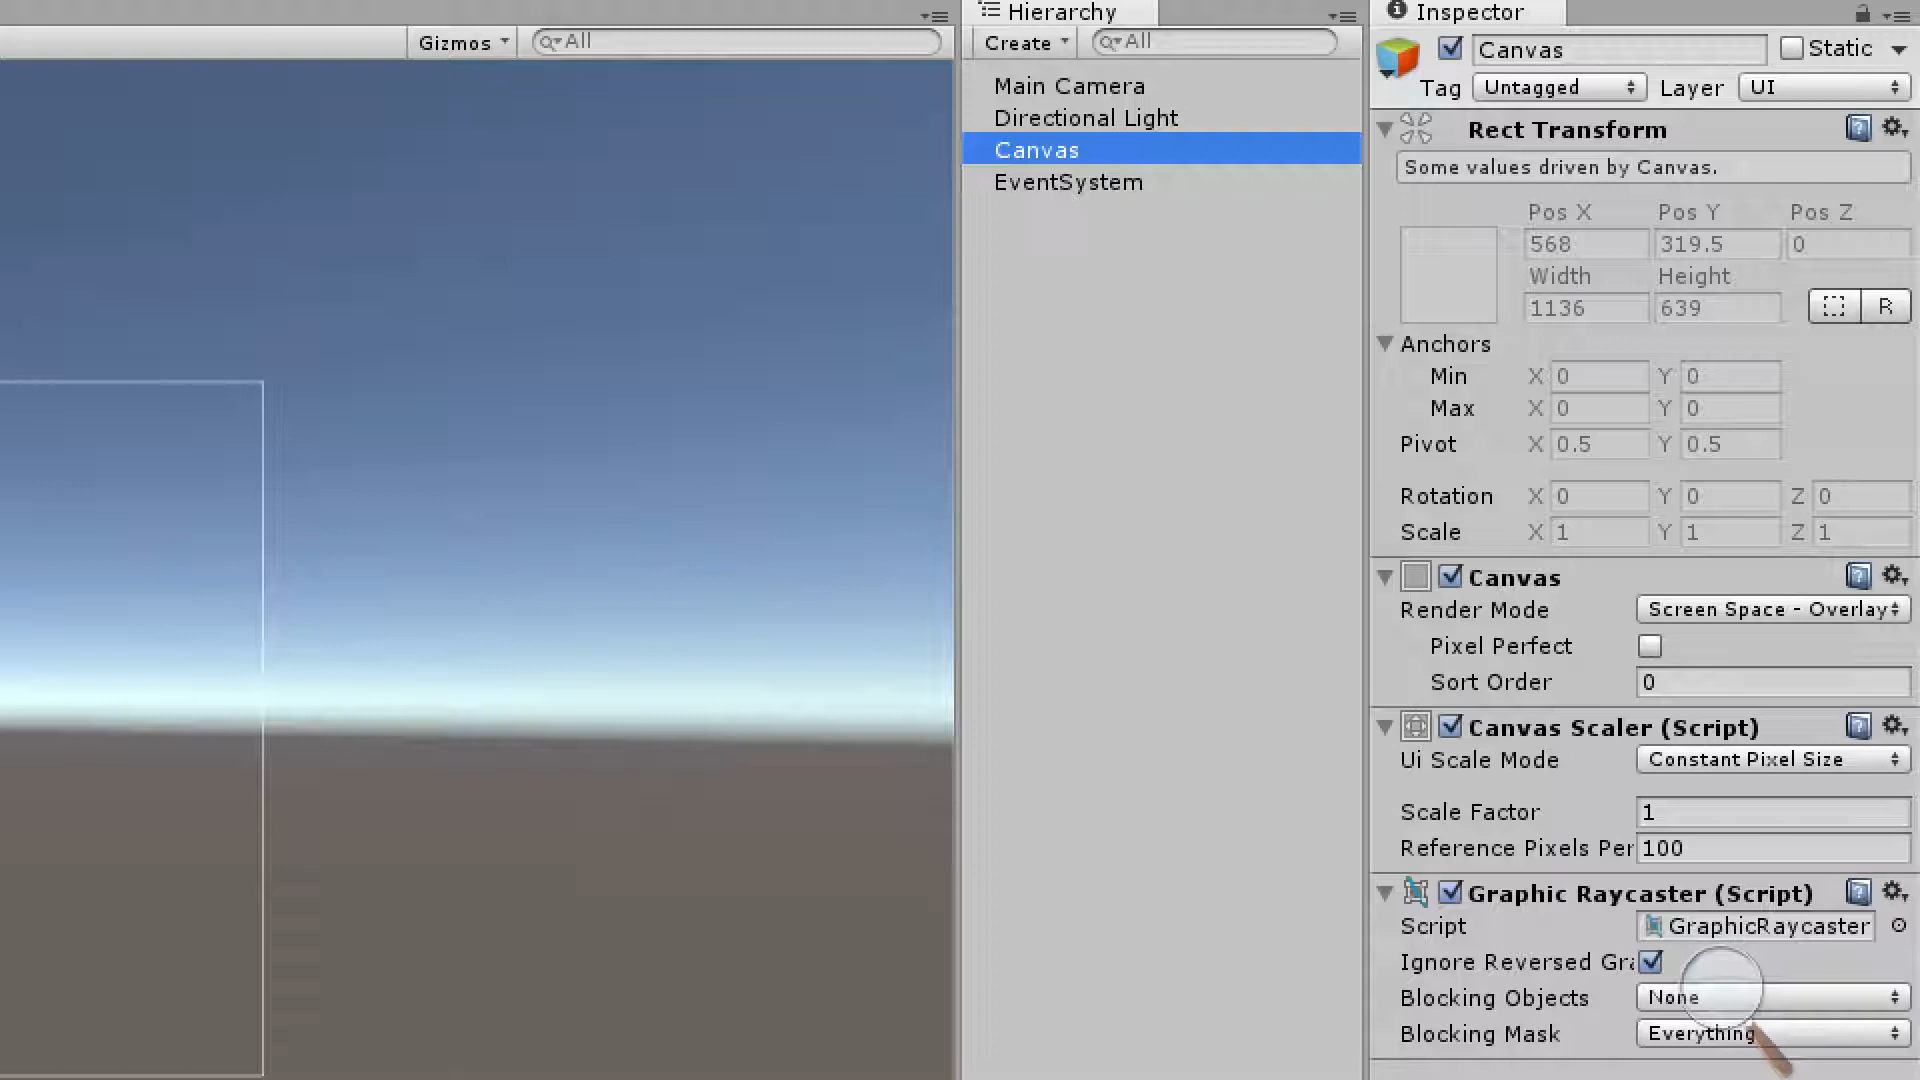 Gizmos
All
Hierarchy
Create
All
Main Camera
Directional Light
Canvas
EventSystem
Inspector
Canvas
Static
Tag Untagged Layer UI
Rect Transform
Some values driven by Canvas.
Pos X Pos Y Pos Z
568 319.5 0
Width Height
1136 639
R
Anchors
Min X 0 Y 0
Max X 0 Y 0
Pivot X 0.5 Y 0.5
Rotation X 0 Y 0 Z 0
Scale X 1 Y 1 Z 1
Canvas
Render Mode Screen Space - Overlay
Pixel Perfect
Sort Order 0
Canvas Scaler (Script)
Ui Scale Mode Constant Pixel Size
Scale Factor 1
Reference Pixels Per 100
Graphic Raycaster (Script)
Script GraphicRaycaster
Ignore Reversed Gra
Blocking Objects None
Blocking Mask Everything